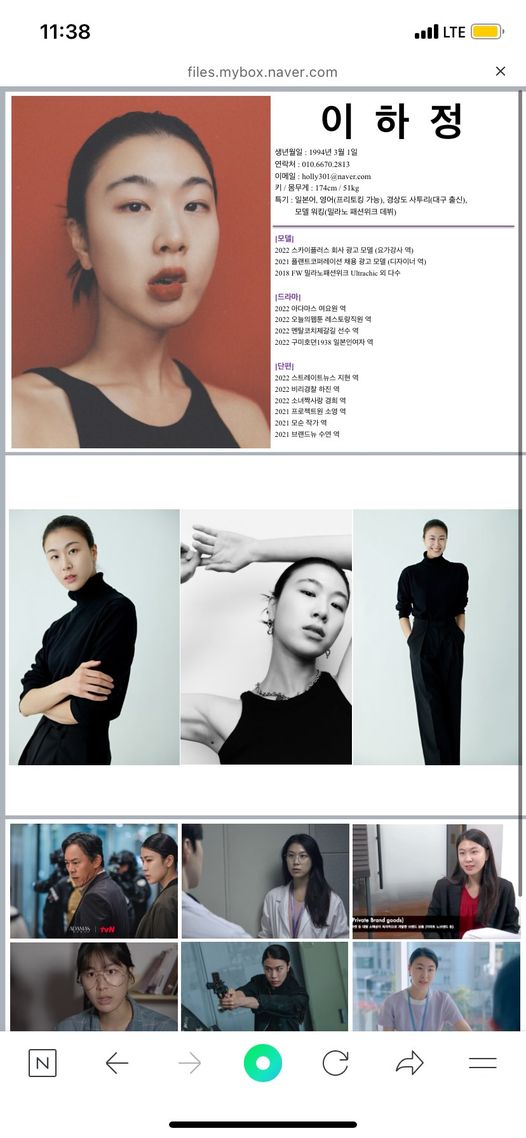 11:38
LTE
files.mybox.naver.com
이 하 정
생년월일 : 1994년 3월 1일
연락처 : 010.6670.2813
이메일 : holly301@naver.com
키 / 몸무게 : 174cm / 51kg
특기 : 일본어, 영어(프리토킹 가능), 경상도 사투리(대구 출신),
모델 워킹(밀라노 패션위크 데뷔)
[모델]
2022 스카이플러스 회사 광고 모델 (요가강사 역)
2021 플랜트코퍼레이션 채용 광고 모델 (디자이너 역)
2018 FW 밀라노패션위크 Ultrachic 외 다수
[드라마]
2022 아다마스 여요원 역
2022 오늘의웹툰 레스토랑직원 역
2022 멘탈코치제갈길 선수 역
2022 구미호뎐1938 일본인여자 역
[단편]
2022 스트레이트뉴스 지현 역
2022 비리경찰 하진 역
2022 소녀짝사랑 경희 역
2021 프로젝트원 소영 역
2021 모순 작가 역
2021 브랜드뉴 수연 역
ADAMAS
tvN
Private Brand goods)
N